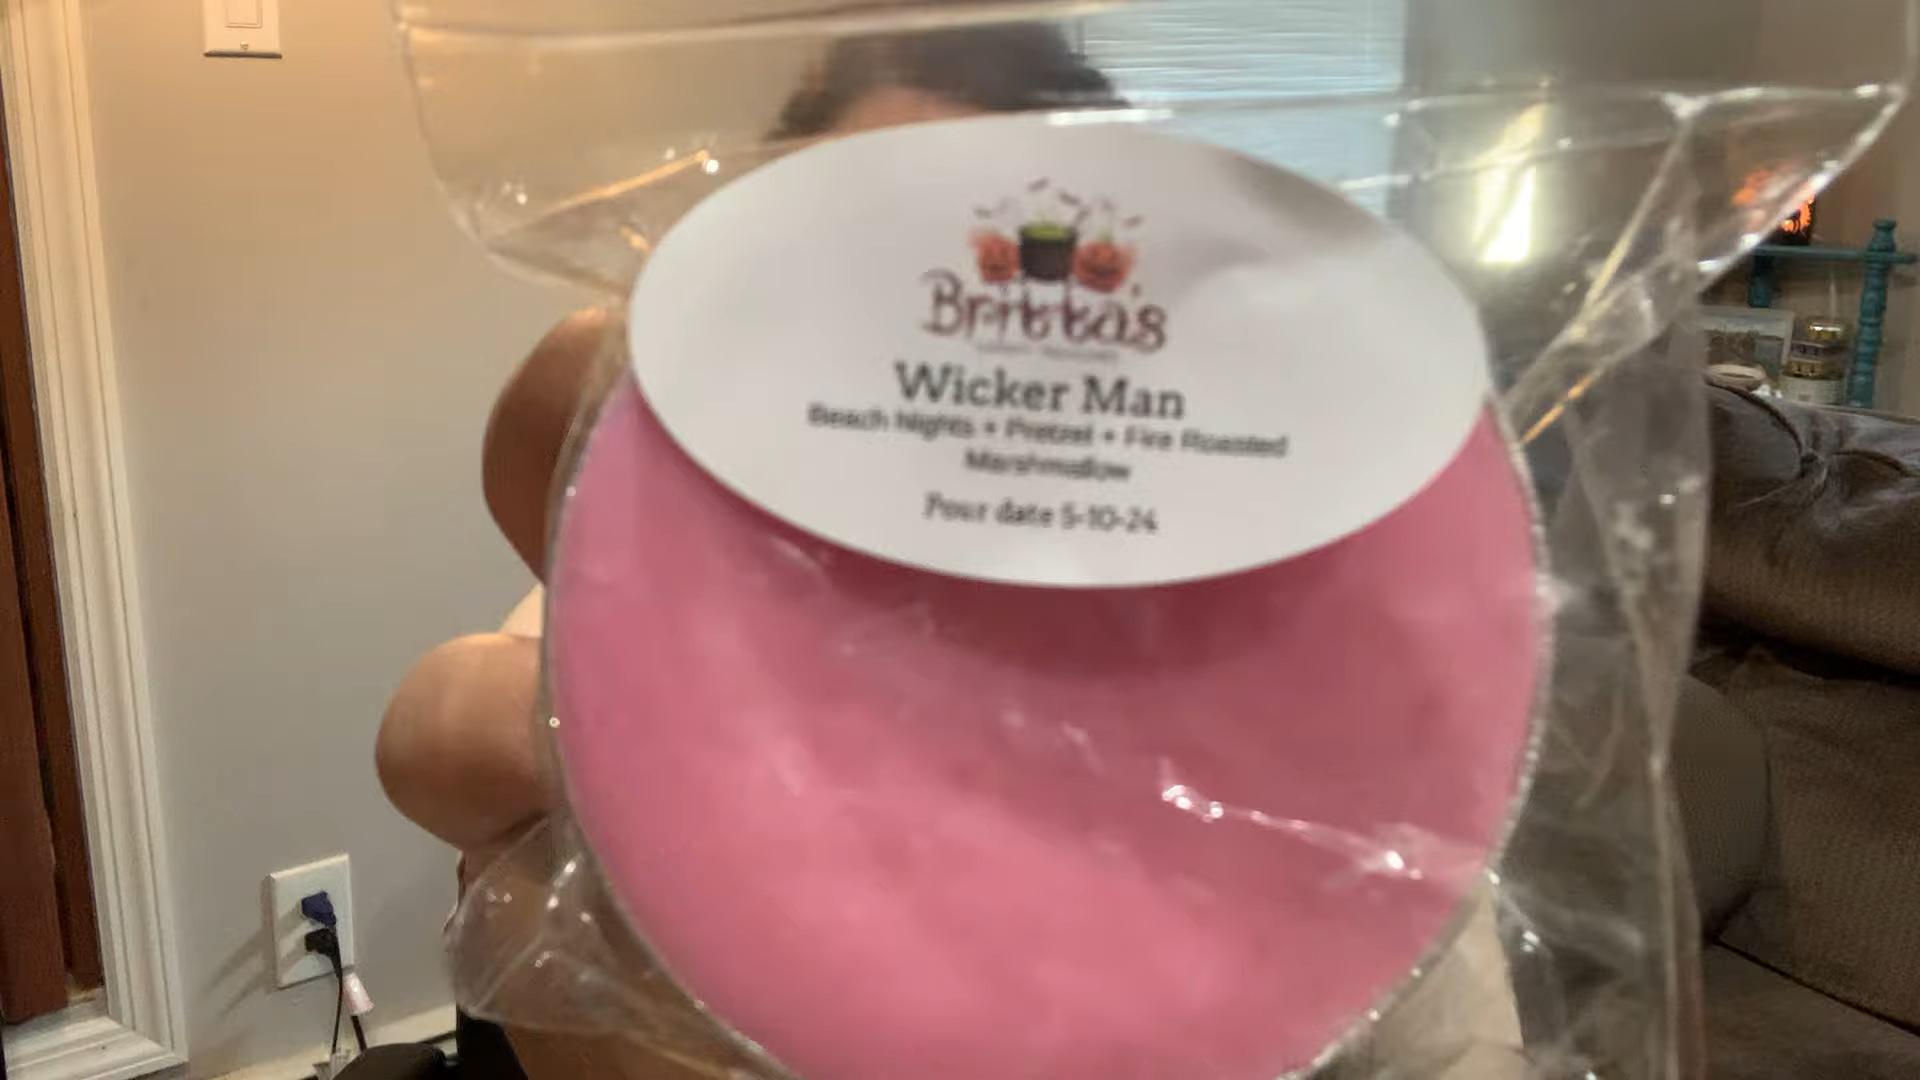 Britta's
Wicker Man
Beach Nights • Pretzel • Fire Roasted
Marshmallow
Pour date 5-10-24